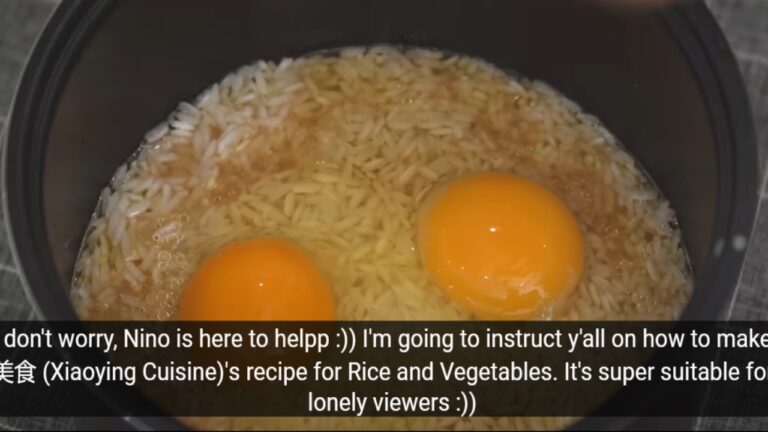 don't worry, Nino is here to helpp :)) I'm going to instruct y'all on how to make
美食 (Xiaoying Cuisine)'s recipe for Rice and Vegetables. It's super suitable fo
lonely viewers :))